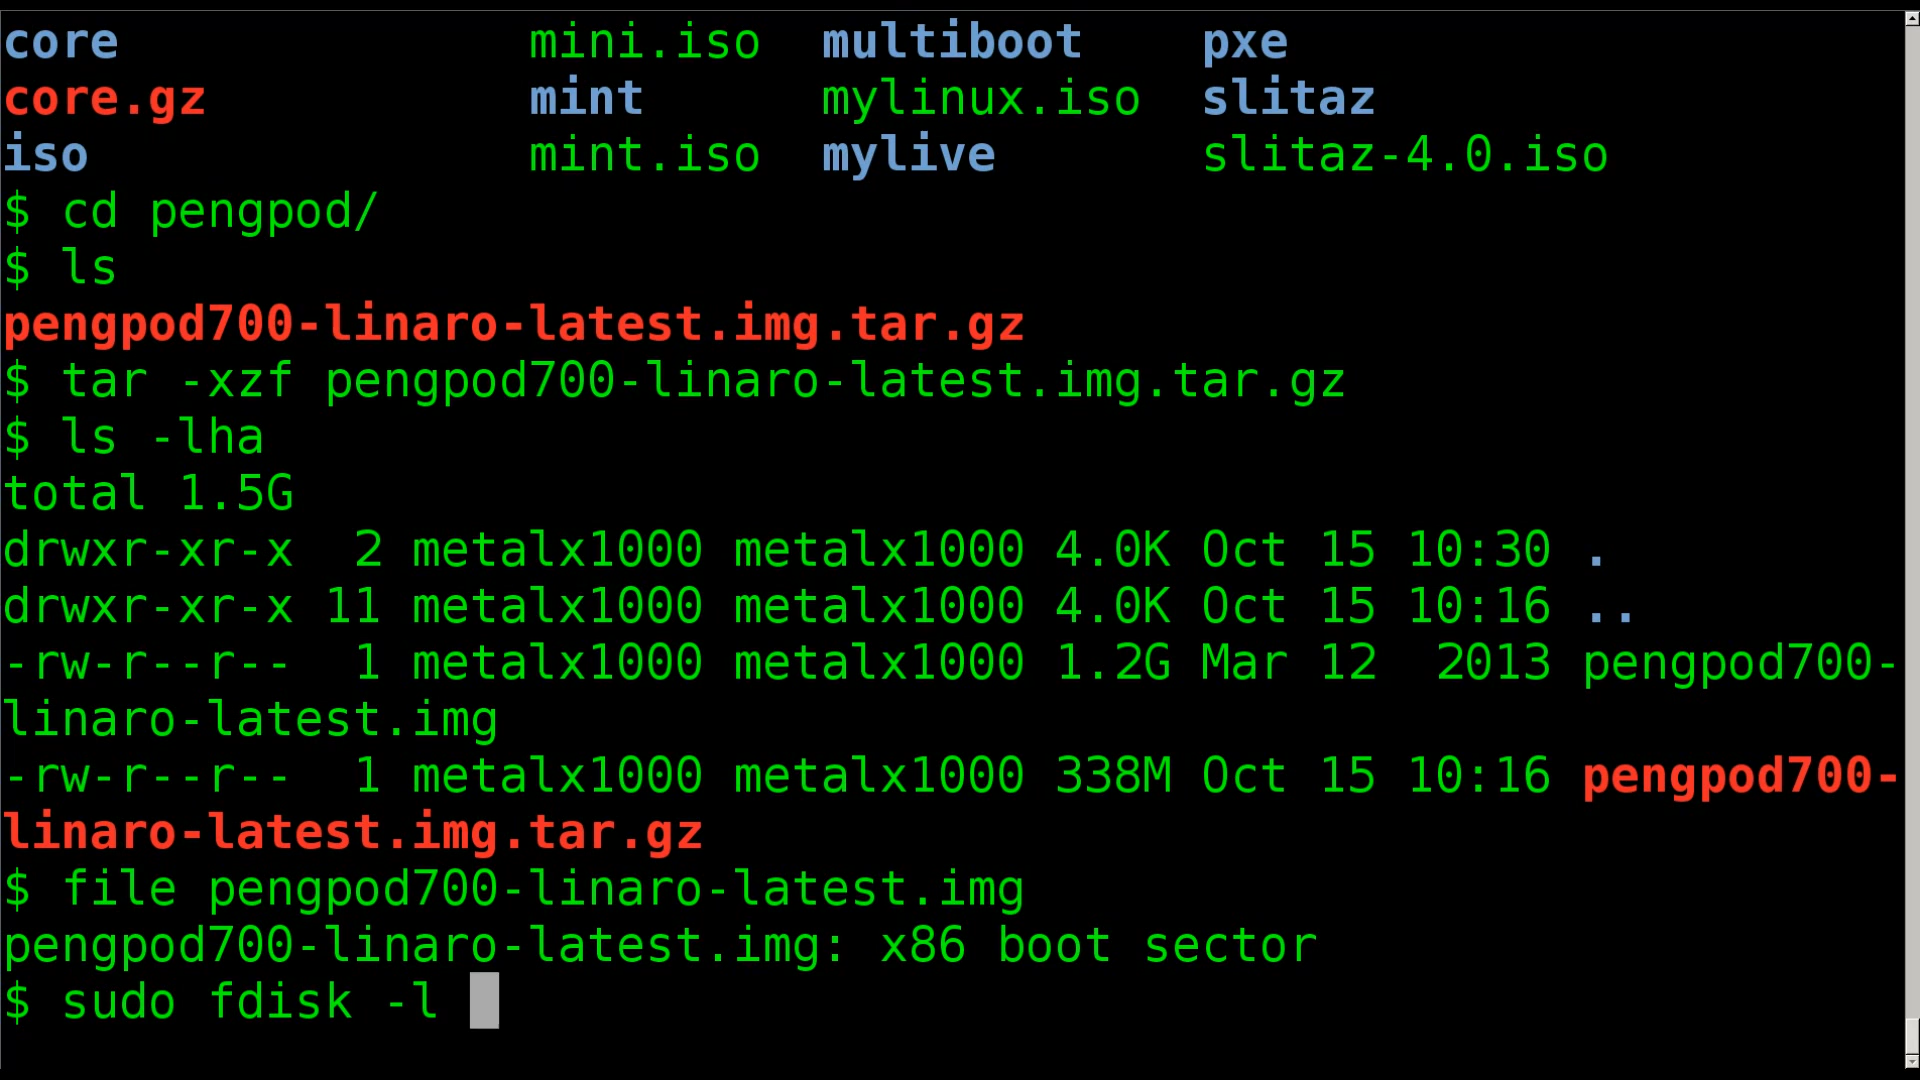 core              mini.iso  multiboot    pxe
core.gz           mint      mylinux.iso  slitaz
iso               mint.iso  mylive       slitaz-4.0.iso
$ cd pengpod/
$ ls
pengpod700-linaro-latest.img.tar.gz
$ tar -xzf pengpod700-linaro-latest.img.tar.gz
$ ls -lha
total 1.5G
drwxr-xr-x  2 metalx1000 metalx1000 4.0K Oct 15 10:30 .
drwxr-xr-x 11 metalx1000 metalx1000 4.0K Oct 15 10:16 ..
-rw-r--r--  1 metalx1000 metalx1000 1.2G Mar 12  2013 pengpod700-
linaro-latest.img
-rw-r--r--  1 metalx1000 metalx1000 338M Oct 15 10:16 pengpod700-
linaro-latest.img.tar.gz
$ file pengpod700-linaro-latest.img
pengpod700-linaro-latest.img: x86 boot sector
$ sudo fdisk -l